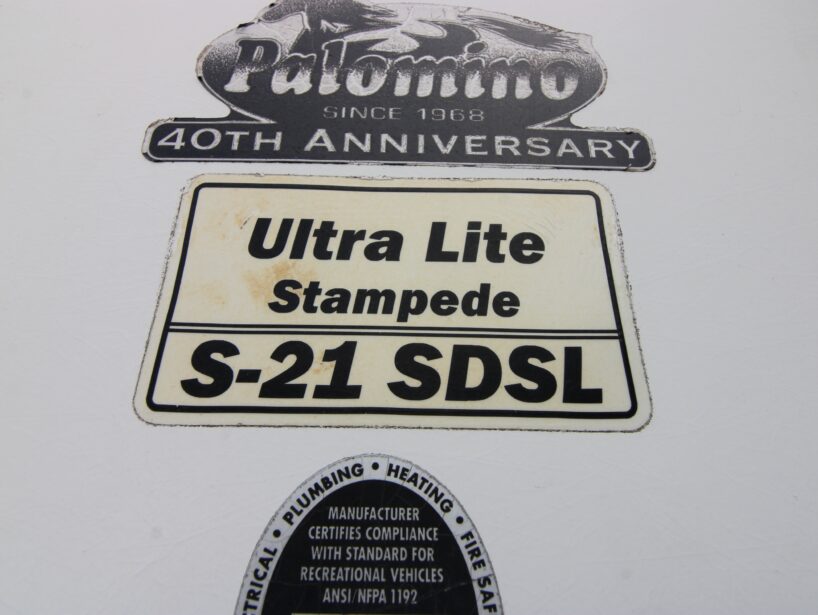 Palomino
SINCE 1968
40TH ANNIVERSARY
Ultra Lite
Stampede
S-21 SDSL
PLUMBING • HEATING •
MANUFACTURER
CERTIFIES COMPLIANCE
WITH STANDARD FOR
RECREATIONAL VEHICLES
ANSI/NFPA 1192